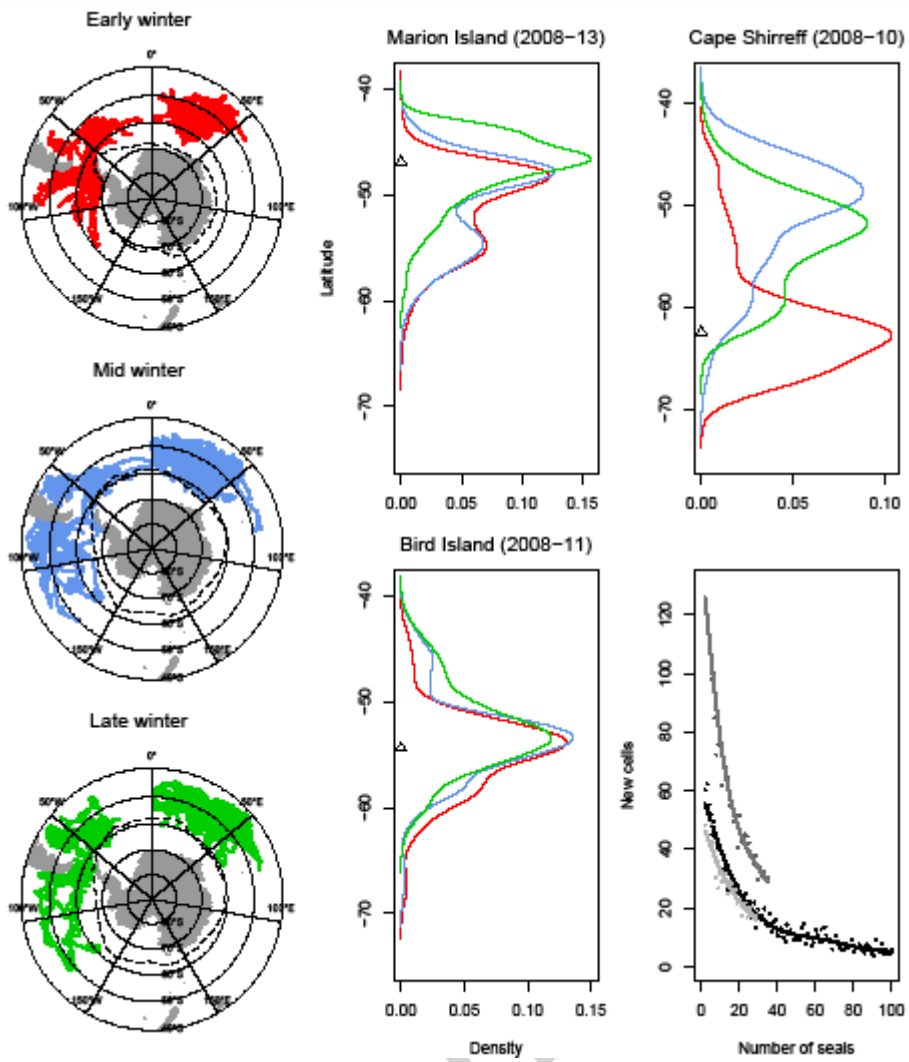 Early winter
0°
50°W
50°E
100°W
100°E
150°W
150°E
Mid winter
0°
50°W
50°E
100°W
100°E
150°W
150°E
Late winter
0°
50°W
50°E
100°W
100°E
150°W
150°E
Marion Island (2008−13)
Latitude
−40
−50
−60
−70
0.00 0.05 0.10 0.15
Cape Shirreff (2008−10)
−40
−50
−60
−70
0.00 0.05 0.10
Bird Island (2008−11)
−40
−50
−60
−70
0.00 0.05 0.10 0.15
Density
New cells
120
100
80
60
40
20
0
0 20 40 60 80 100
Number of seals